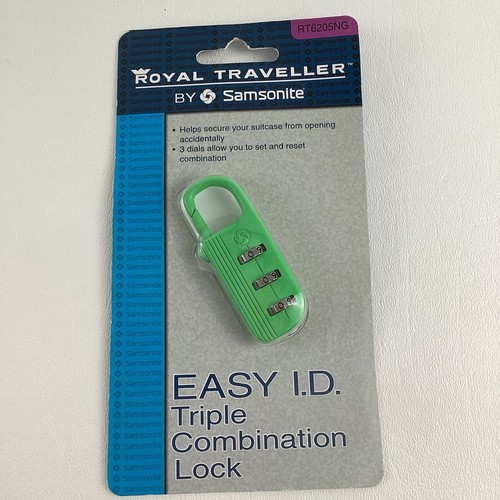 RT6205NG
ROYAL TRAVELLER™
BY Samsonite®
• Helps secure your suitcase from opening
accidentally
• 3 dials allow you to set and reset
combination
EASY I.D.
Triple
Combination
Lock